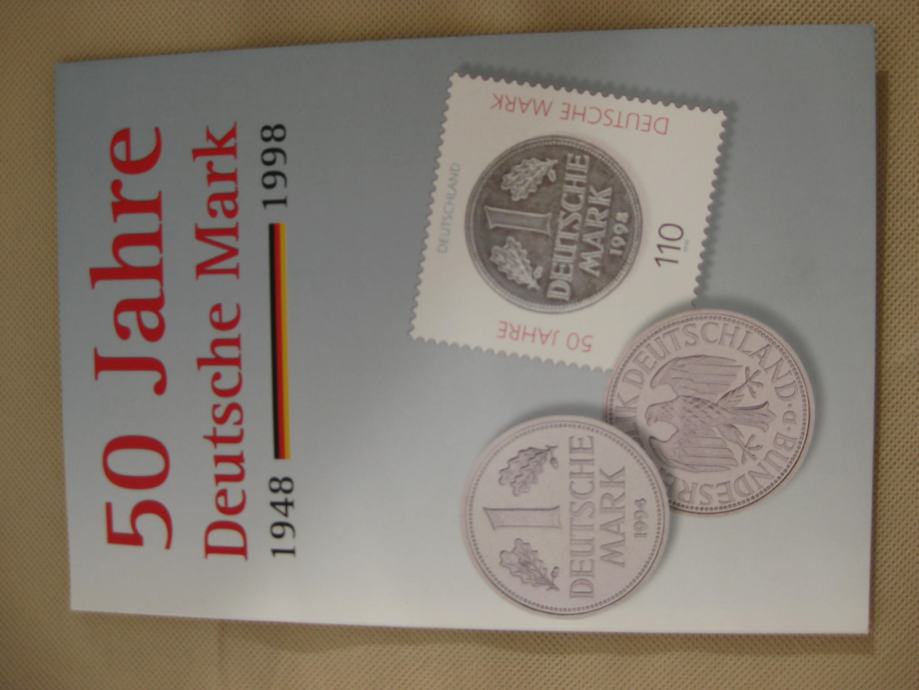 50 Jahre
Deutsche Mark
1948 1998
DEUTSCHLAND
50 JAHRE
DEUTSCHE MARK
1
DEUTSCHE
MARK
1998
110
1
DEUTSCHE
MARK
1994
DEUTSCHLAND
D